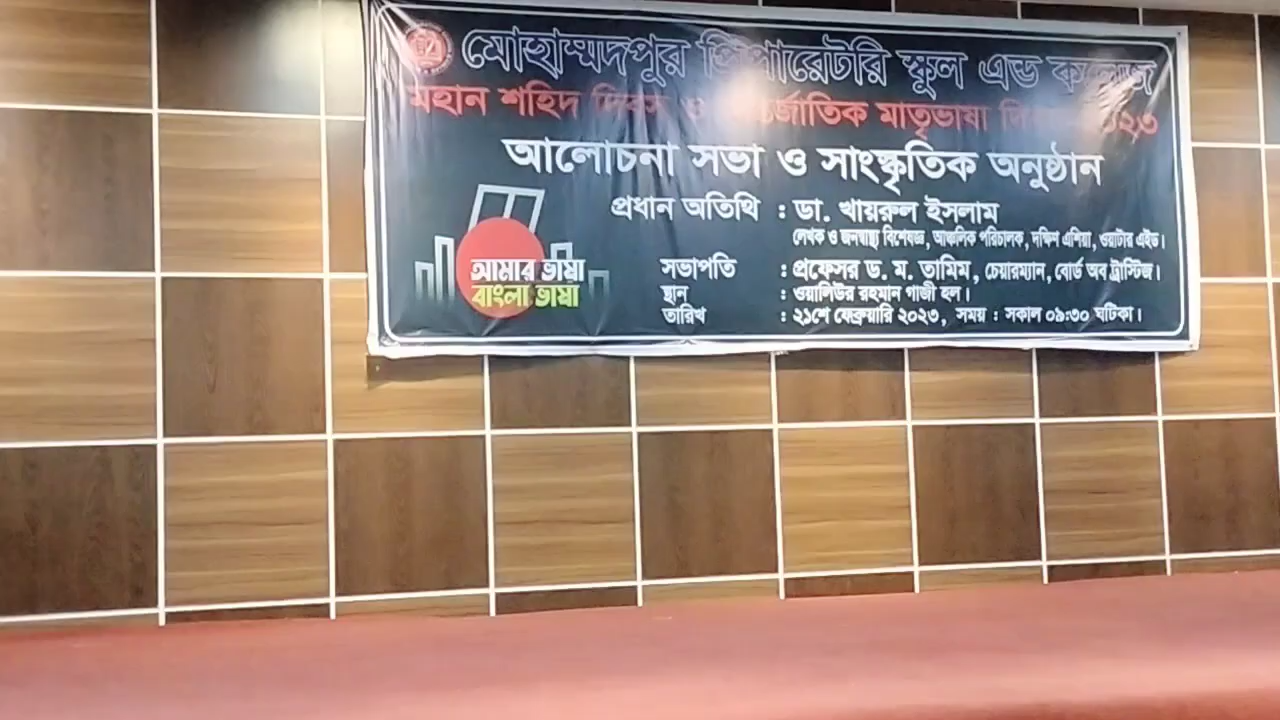 মোহাম্মদপুর প্রিপারেটরি স্কুল এন্ড কলেজ
মহান শহিদ দিবস ও আন্তর্জাতিক মাতৃভাষা দিবস ২০২৩
আলোচনা সভা ও সাংস্কৃতিক অনুষ্ঠান
প্রধান অতিথি : ডা. খায়রুল ইসলাম
লেখক ও জনস্বাস্থ্য বিশেষজ্ঞ, আঞ্চলিক পরিচালক, দক্ষিণ এশিয়া, ওয়াটার এইড।
সভাপতি : প্রফেসর ড. ম. তামিম, চেয়ারম্যান, বোর্ড অব ট্রাস্টিজ।
স্থান : ওয়ালিউর রহমান গাজী হল।
তারিখ : ২১শে ফেব্রুয়ারি ২০২৩, সময় : সকাল ০৯:৩০ ঘটিকা।
আমার ভাষা
বাংলা ভাষা